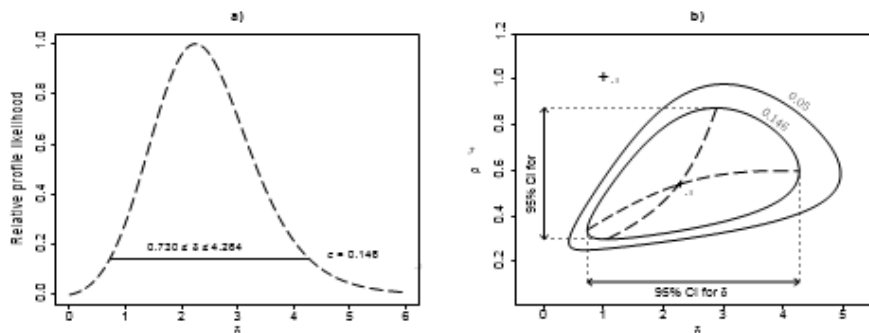 a)
Relative profile likelihood
0.0 0.2 0.4 0.6 0.8 1.0
0.730 ≤ δ ≤ 4.284
c = 0.146
0 1 2 3 4 5 6
δ
b)
0.2 0.4 0.6 0.8 1.0 1.2
ρ
95% CI for
0.05
0.146
95% CI for δ
0 1 2 3 4 5
δ